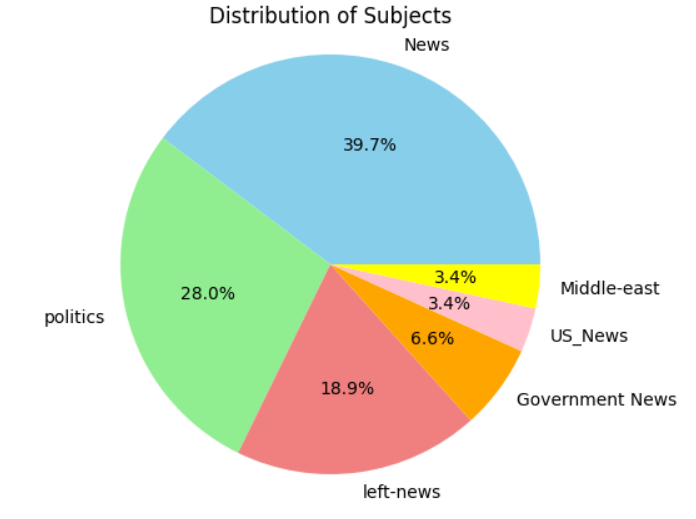 Distribution of Subjects
News
39.7%
politics
28.0%
18.9%
left-news
6.6%
Government News
3.4%
US_News
3.4%
Middle-east